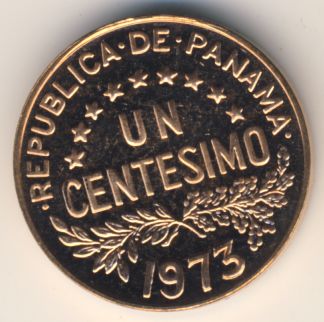 ·REPUBLICA·DE·PANAMA·
UN
CENTESIMO
1973